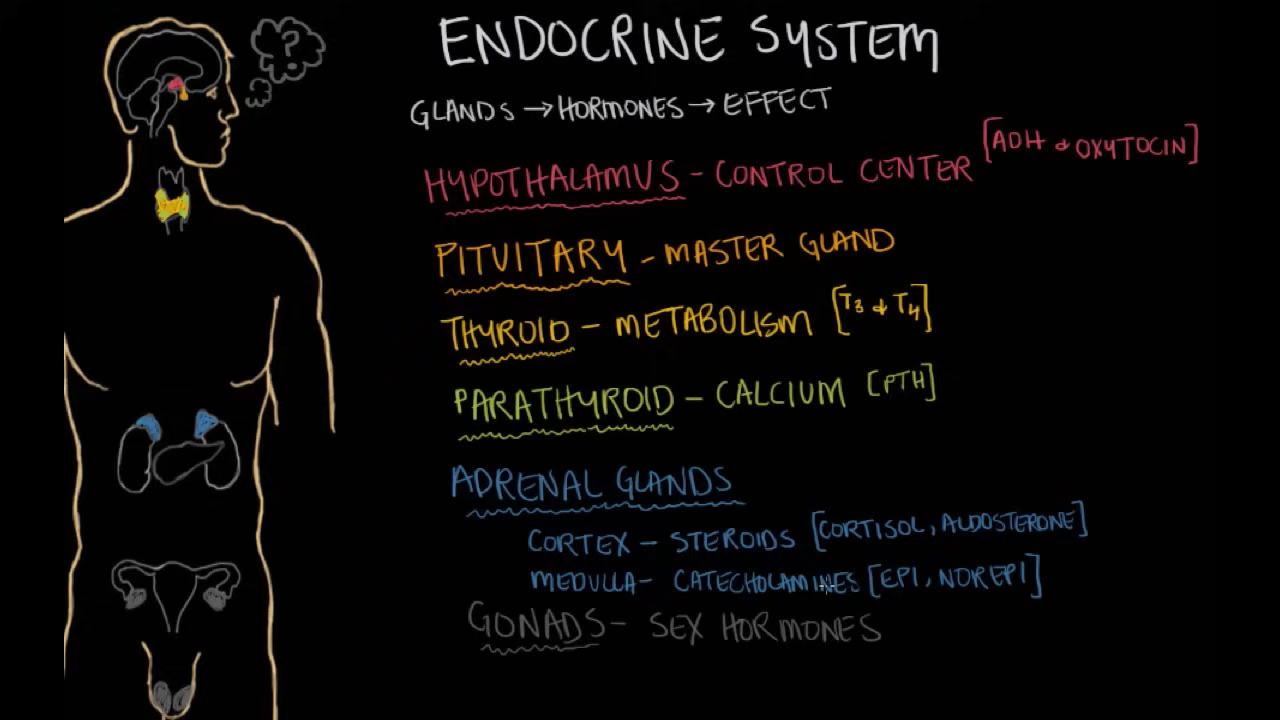 ?
ENDOCRINE SYSTEM
GLANDS → HORMONES → EFFECT
HYPOTHALAMUS - CONTROL CENTER [ADH & OXYTOCIN]
PITUITARY - MASTER GLAND
THYROID - METABOLISM [T3 & T4]
PARATHYROID - CALCIUM [PTH]
ADRENAL GLANDS
CORTEX - STEROIDS [CORTISOL, ALDOSTERONE]
MEDULLA - CATECHOLAMINES [EPI, NOREPI]
GONADS - SEX HORMONES